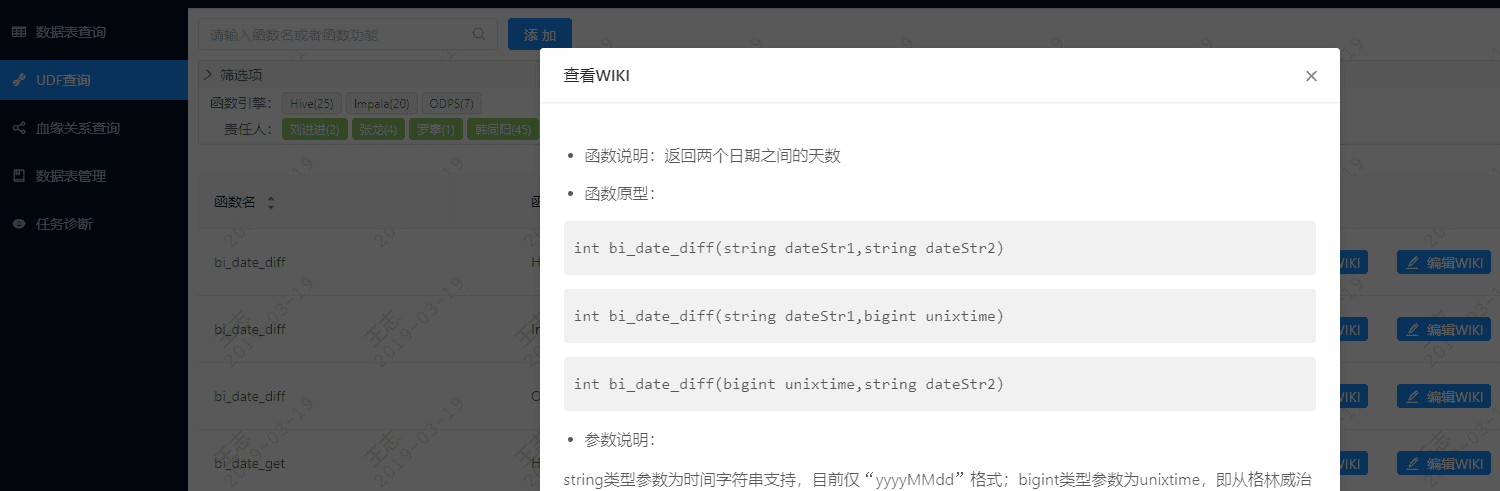 数据表查询
UDF查询
血缘关系查询
数据表管理
任务诊断
请输入函数名或者函数功能
添 加
筛选项
函数引擎： Hive(25) Impala(20) ODPS(7)
责任人： 刘进进(2) 张龙(4) 罗搴(1) 韩同阳(45)
函数名
bi_date_diff
编辑WIKI
bi_date_diff
编辑WIKI
bi_date_diff
编辑WIKI
bi_date_get
编辑WIKI
查看WIKI
函数说明：返回两个日期之间的天数
函数原型：
int bi_date_diff(string dateStr1,string dateStr2)
int bi_date_diff(string dateStr1,bigint unixtime)
int bi_date_diff(bigint unixtime,string dateStr2)
参数说明：
string类型参数为时间字符串支持，目前仅“yyyyMMdd”格式；bigint类型参数为unixtime，即从格林威治
王志
2019-03-19